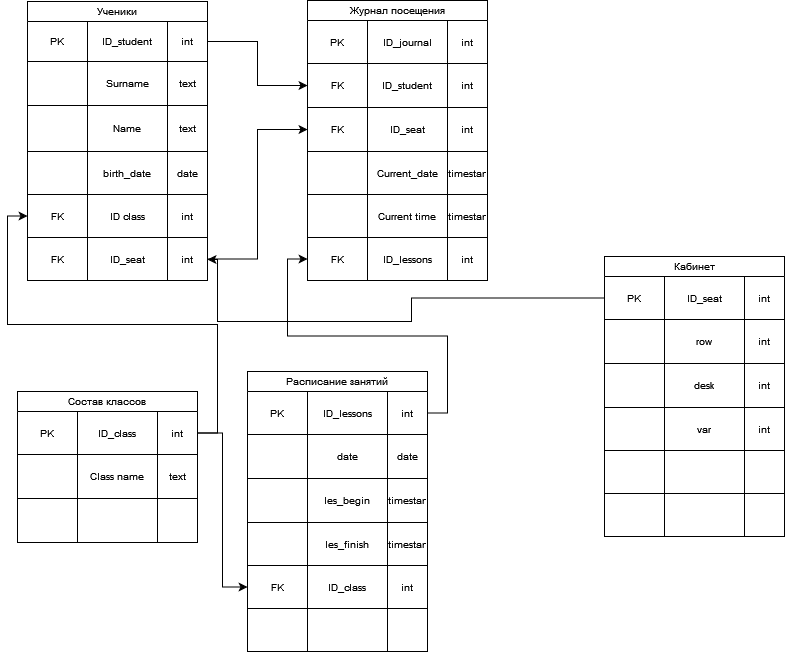 Ученики
PK ID_student int
Surname text
Name text
birth_date date
FK ID class int
FK ID_seat int
Журнал посещения
PK ID_journal int
FK ID_student int
FK ID_seat int
Current_date timestar
Current time timestar
FK ID_lessons int
Кабинет
PK ID_seat int
row int
desk int
var int
Расписание занятий
PK ID_lessons int
date date
les_begin timestar
les_finish timestar
FK ID_class int
Состав классов
PK ID_class int
Class name text